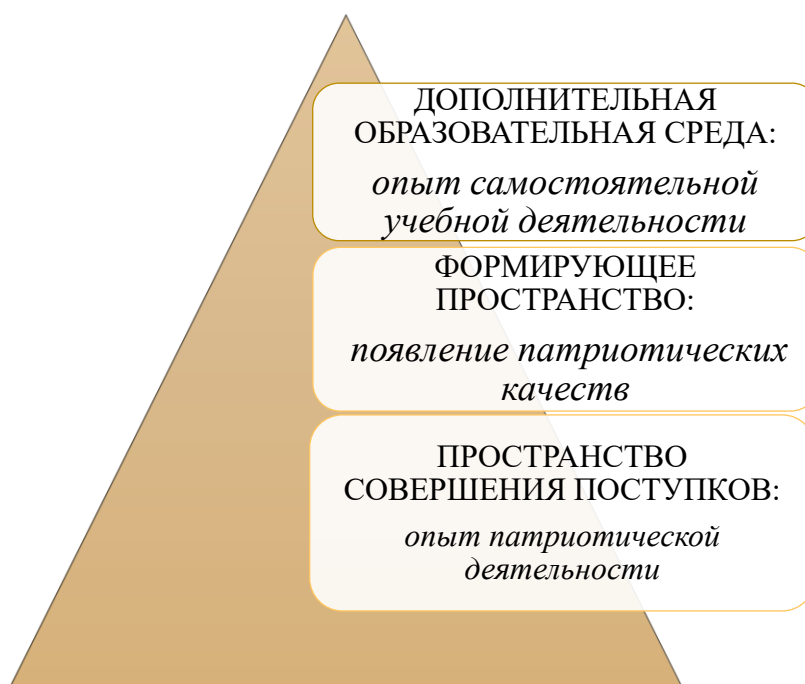 ДОПОЛНИТЕЛЬНАЯ
ОБРАЗОВАТЕЛЬНАЯ СРЕДА:
опыт самостоятельной
учебной деятельности
ФОРМИРУЮЩЕЕ
ПРОСТРАНСТВО:
появление патриотических
качеств
ПРОСТРАНСТВО
СОВЕРШЕНИЯ ПОСТУПКОВ:
опыт патриотической
деятельности